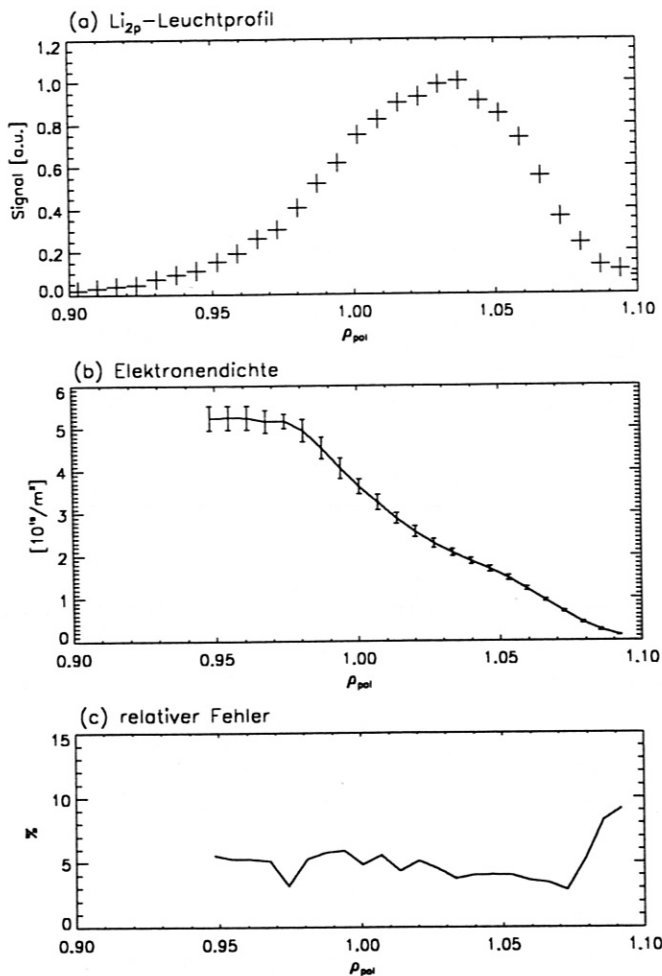 (a) Li₂ₚ–Leuchtprofil
1.2
1.0
0.8
0.6
0.4
0.2
0.0
Signal [a.u.]
0.90 0.95 1.00 1.05 1.10
ρpol
(b) Elektronendichte
6
5
4
3
2
1
0
0.90 0.95 1.00 1.05 1.10
ρpol
(c) relativer Fehler
15
10
5
0
%
0.90 0.95 1.00 1.05 1.10
ρpol